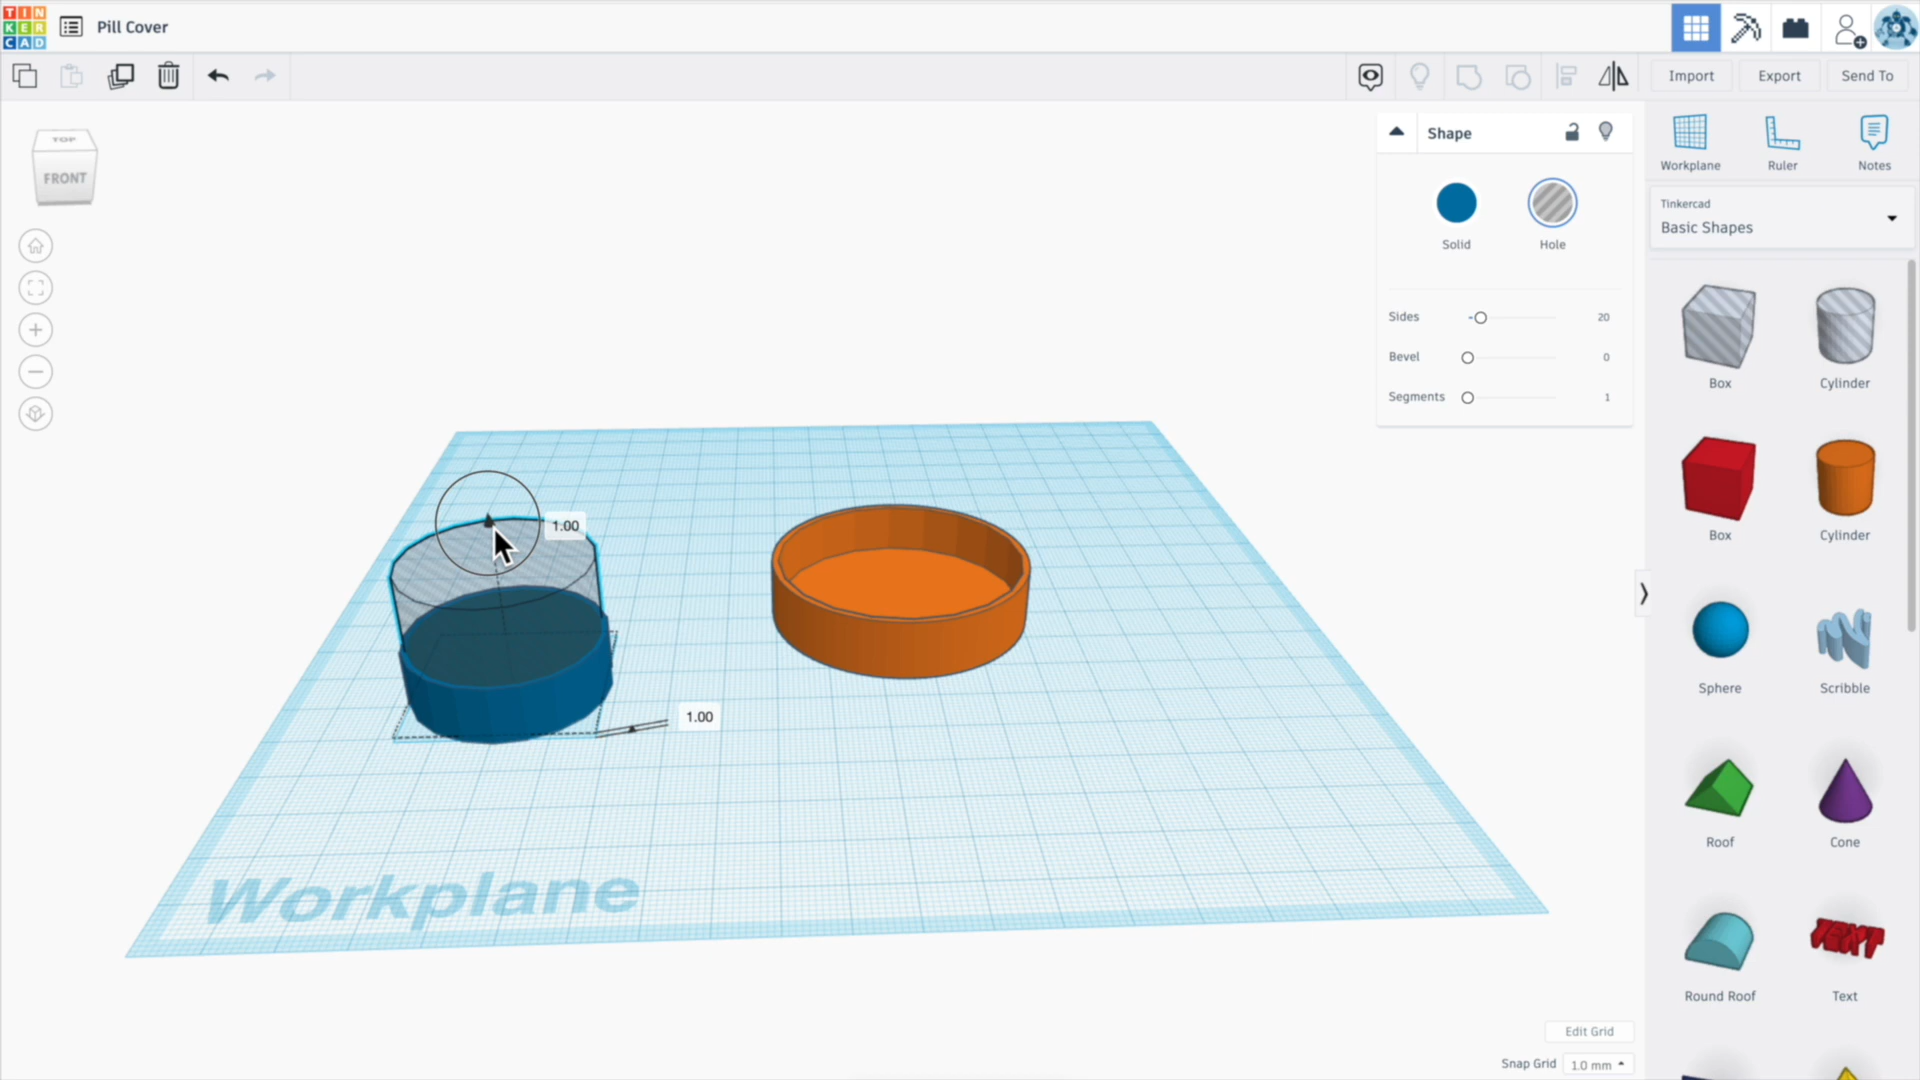 TIN
KER
CAD
Pill Cover
Import
Export
Send To
TOP
FRONT
Shape
Solid
Hole
Sides
20
Bevel
0
Segments
1
Workplane
Ruler
Notes
Tinkercad
Basic Shapes
Box
Cylinder
Box
Cylinder
Sphere
Scribble
Roof
Cone
Round Roof
TEXT
Text
1.00
1.00
Workplane
Edit Grid
Snap Grid
1.0 mm